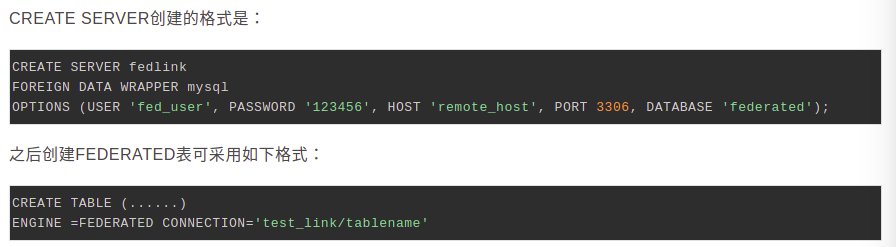 CREATE SERVER创建的格式是：
CREATE SERVER fedlink
FOREIGN DATA WRAPPER mysql
OPTIONS (USER 'fed_user', PASSWORD '123456', HOST 'remote_host', PORT 3306, DATABASE 'federated');
之后创建FEDERATED表可采用如下格式：
CREATE TABLE (......)
ENGINE =FEDERATED CONNECTION='test_link/tablename'